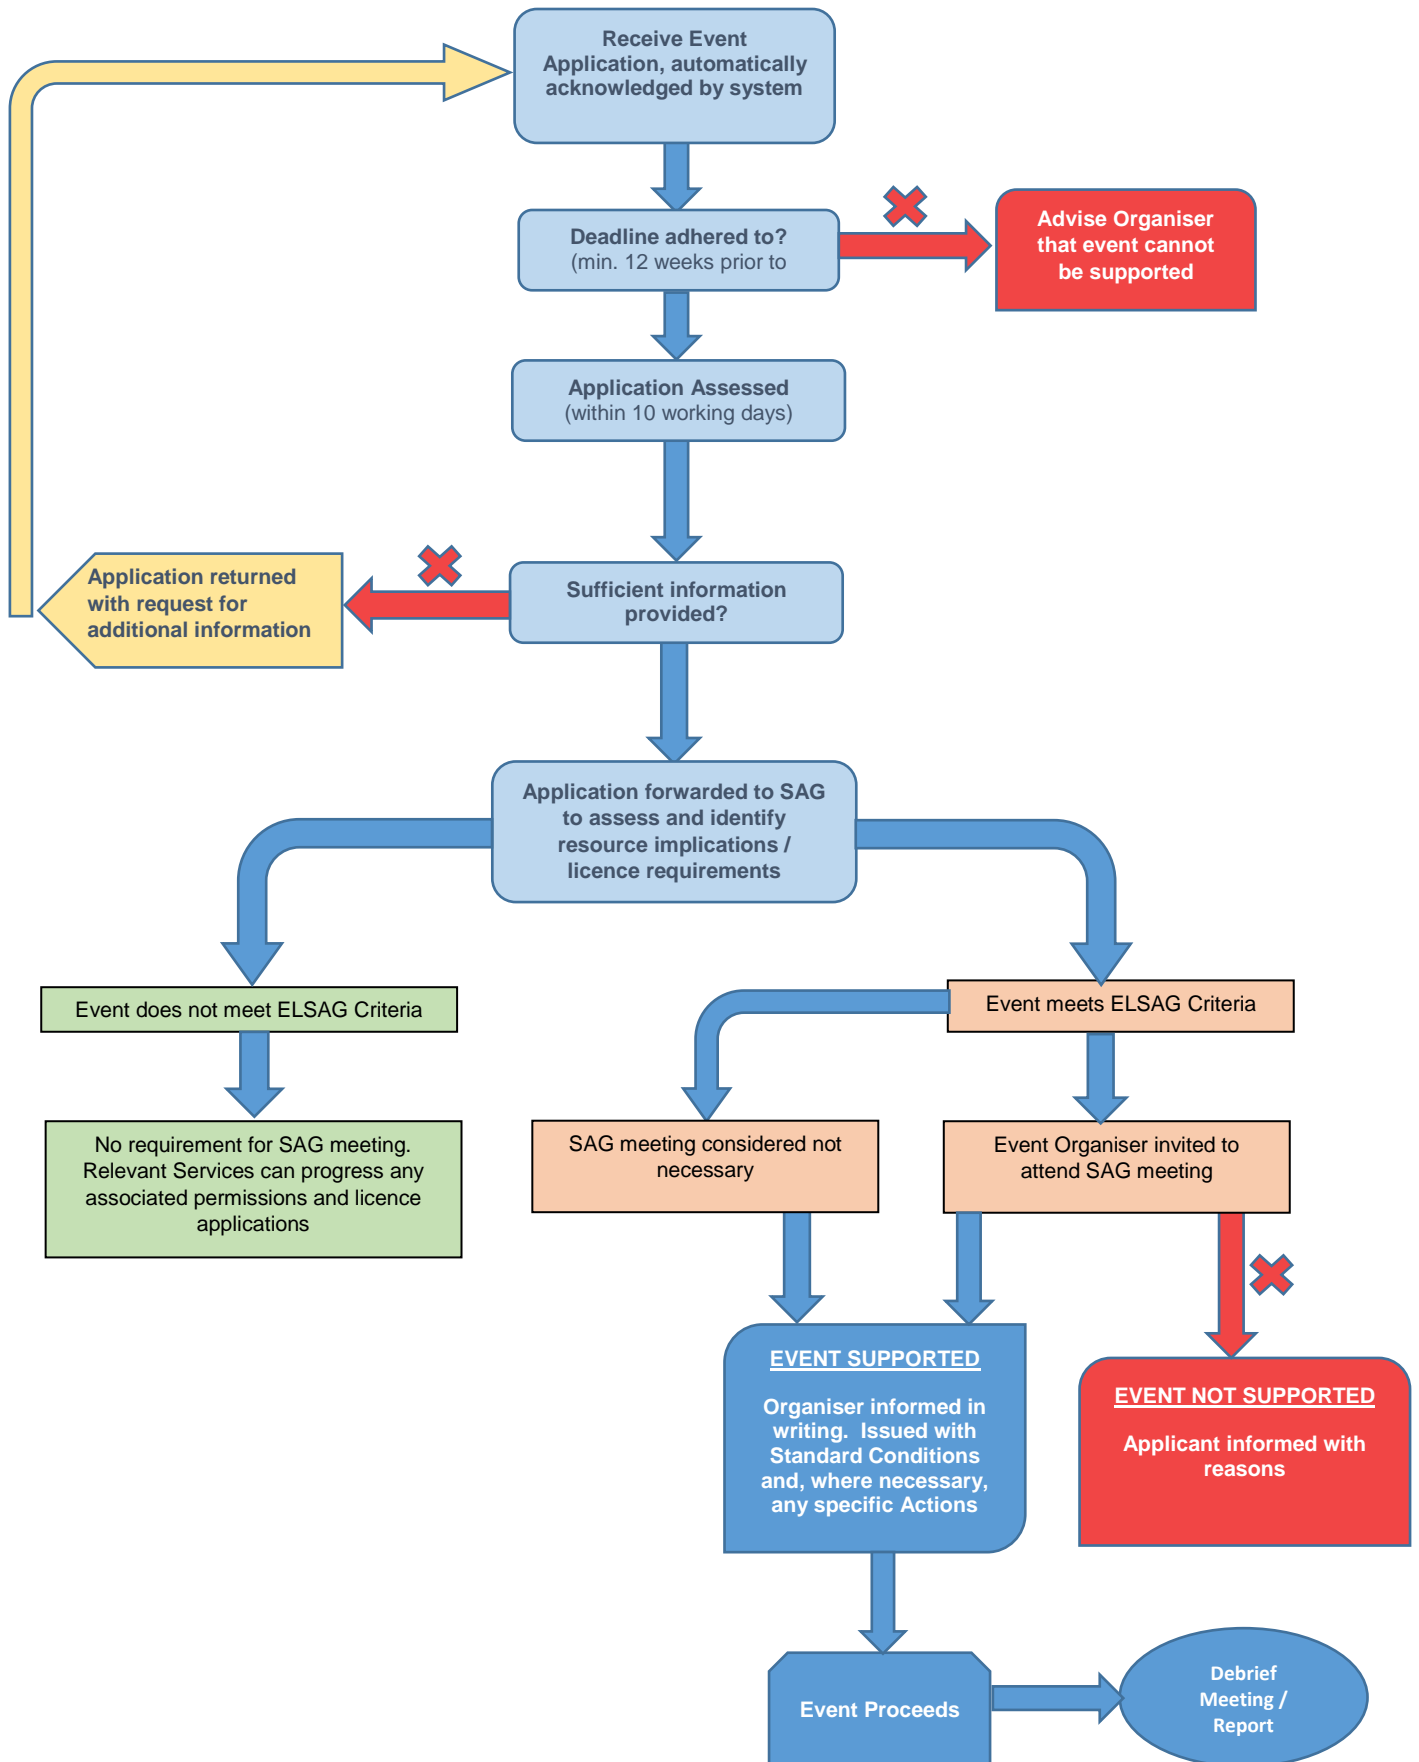 Receive Event
Application, automatically
acknowledged by system
Deadline adhered to?
(min. 12 weeks prior to
Advise Organiser
that event cannot
be supported
Application Assessed
(within 10 working days)
Application returned
with request for
additional information
Sufficient information
provided?
Application forwarded to SAG
to assess and identify
resource implications /
licence requirements
Event does not meet ELSAG Criteria
Event meets ELSAG Criteria
No requirement for SAG meeting.
Relevant Services can progress any
associated permissions and licence
applications
SAG meeting considered not
necessary
Event Organiser invited to
attend SAG meeting
EVENT SUPPORTED
Organiser informed in
writing.  Issued with
Standard Conditions
and, where necessary,
any specific Actions
EVENT NOT SUPPORTED
Applicant informed with
reasons
Event Proceeds
Debrief
Meeting /
Report